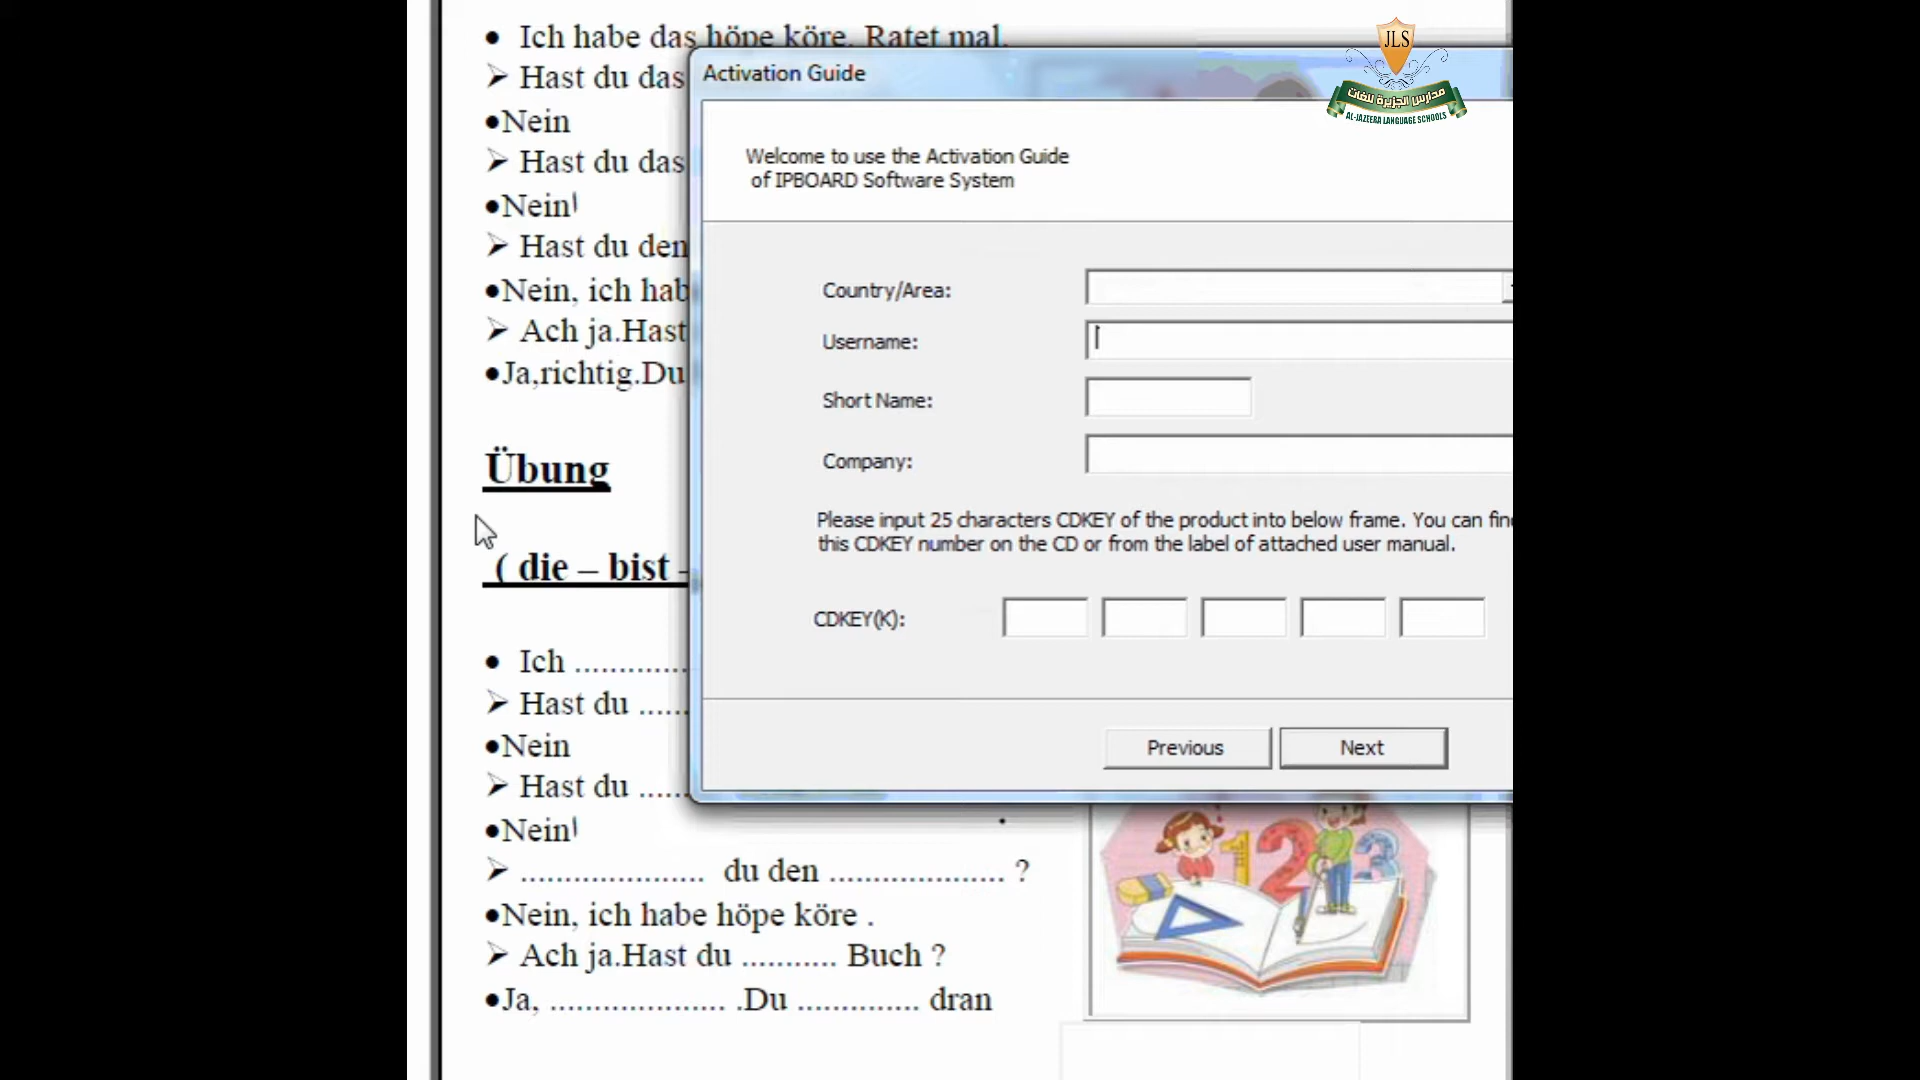 Ich habe das höpe köre. Ratet mal.
Hast du das
Nein
Hast du das
Nein
Hast du den
Nein, ich hab
Ach ja.Hast
Ja,richtig.Du
Übung
( die – bist -
Ich .............
Hast du ......
Nein
Hast du ......
Nein
..................... du den .................... ?
Nein, ich habe höpe köre .
Ach ja.Hast du ........... Buch ?
Ja, .................... .Du .............. dran
Activation Guide
Welcome to use the Activation Guide
of IPBOARD Software System
Country/Area:
Username:
Short Name:
Company:
Please input 25 characters CDKEY of the product into below frame. You can find
this CDKEY number on the CD or from the label of attached user manual.
CDKEY(K):
Previous Next
JLS
مدارس الجزيرة للغات
AL-JAZEERA LANGUAGE SCHOOLS
123